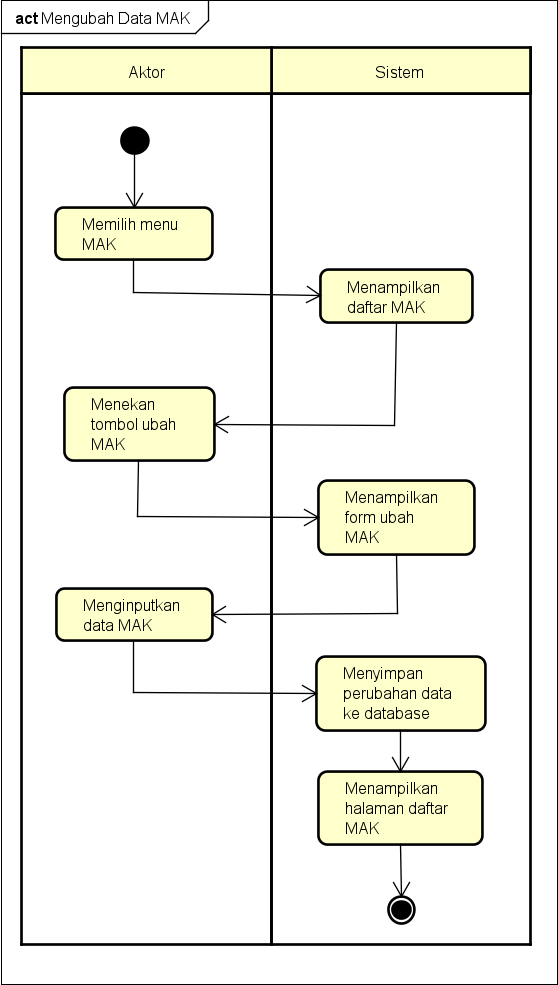 act Mengubah Data MAK
Aktor
Sistem
Memilih menu
MAK
Menampilkan
daftar MAK
Menekan
tombol ubah
MAK
Menampilkan
form ubah
MAK
Menginputkan
data MAK
Menyimpan
perubahan data
ke database
Menampilkan
halaman daftar
MAK